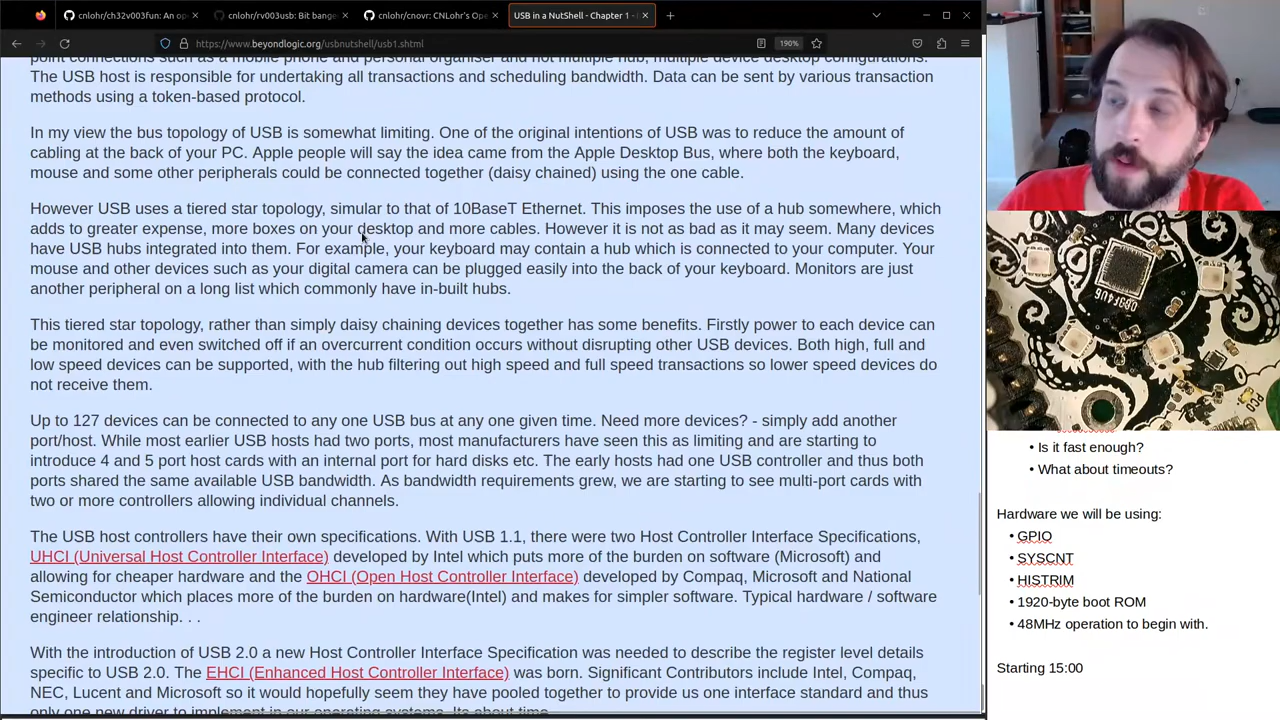 cnlohr/ch32v003fun: An op
cnlohr/rv003usb: Bit bange
cnlohr/cnovr: CNLohr's Ope
USB in a NutShell - Chapter 1 -
https://www.beyondlogic.org/usbnutshell/usb1.shtml
190%
point connections such as a mobile phone and personal organiser and not multiple hub, multiple device desktop configurations.
The USB host is responsible for undertaking all transactions and scheduling bandwidth. Data can be sent by various transaction
methods using a token-based protocol.
In my view the bus topology of USB is somewhat limiting. One of the original intentions of USB was to reduce the amount of
cabling at the back of your PC. Apple people will say the idea came from the Apple Desktop Bus, where both the keyboard,
mouse and some other peripherals could be connected together (daisy chained) using the one cable.
However USB uses a tiered star topology, simular to that of 10BaseT Ethernet. This imposes the use of a hub somewhere, which
adds to greater expense, more boxes on your desktop and more cables. However it is not as bad as it may seem. Many devices
have USB hubs integrated into them. For example, your keyboard may contain a hub which is connected to your computer. Your
mouse and other devices such as your digital camera can be plugged easily into the back of your keyboard. Monitors are just
another peripheral on a long list which commonly have in-built hubs.
This tiered star topology, rather than simply daisy chaining devices together has some benefits. Firstly power to each device can
be monitored and even switched off if an overcurrent condition occurs without disrupting other USB devices. Both high, full and
low speed devices can be supported, with the hub filtering out high speed and full speed transactions so lower speed devices do
not receive them.
Up to 127 devices can be connected to any one USB bus at any one given time. Need more devices? - simply add another
port/host. While most earlier USB hosts had two ports, most manufacturers have seen this as limiting and are starting to
introduce 4 and 5 port host cards with an internal port for hard disks etc. The early hosts had one USB controller and thus both
ports shared the same available USB bandwidth. As bandwidth requirements grew, we are starting to see multi-port cards with
two or more controllers allowing individual channels.
The USB host controllers have their own specifications. With USB 1.1, there were two Host Controller Interface Specifications,
UHCI (Universal Host Controller Interface) developed by Intel which puts more of the burden on software (Microsoft) and
allowing for cheaper hardware and the OHCI (Open Host Controller Interface) developed by Compaq, Microsoft and National
Semiconductor which places more of the burden on hardware(Intel) and makes for simpler software. Typical hardware / software
engineer relationship. . .
With the introduction of USB 2.0 a new Host Controller Interface Specification was needed to describe the register level details
specific to USB 2.0. The EHCI (Enhanced Host Controller Interface) was born. Significant Contributors include Intel, Compaq,
NEC, Lucent and Microsoft so it would hopefully seem they have pooled together to provide us one interface standard and thus
only one new driver to implement in our operating systems. Its about time.
• Is it fast enough?
• What about timeouts?
Hardware we will be using:
• GPIO
• SYSCNT
• HISTRIM
• 1920-byte boot ROM
• 48MHz operation to begin with.
Starting 15:00